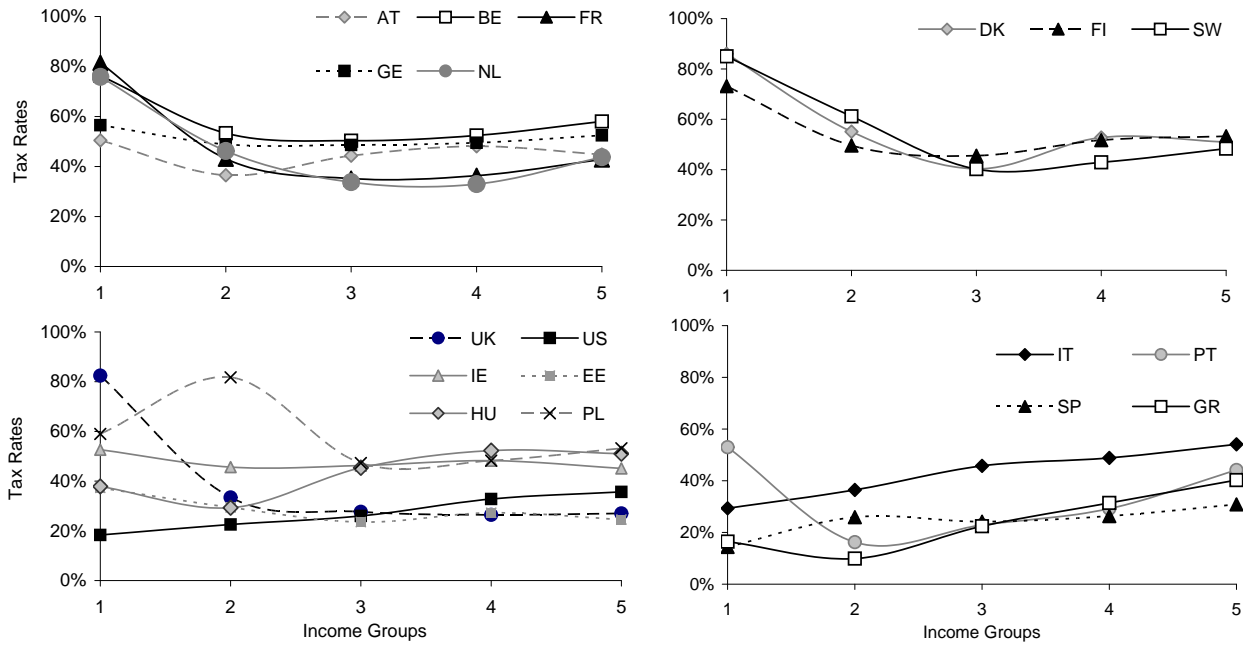 100%
80%
60%
40%
20%
0%
Tax Rates
AT BE FR
GE NL
1 2 3 4 5
100%
80%
60%
40%
20%
0%
DK FI SW
1 2 3 4 5
100%
80%
60%
40%
20%
0%
Tax Rates
UK US
IE EE
HU PL
1 2 3 4 5
Income Groups
100%
80%
60%
40%
20%
0%
IT PT
SP GR
1 2 3 4 5
Income Groups